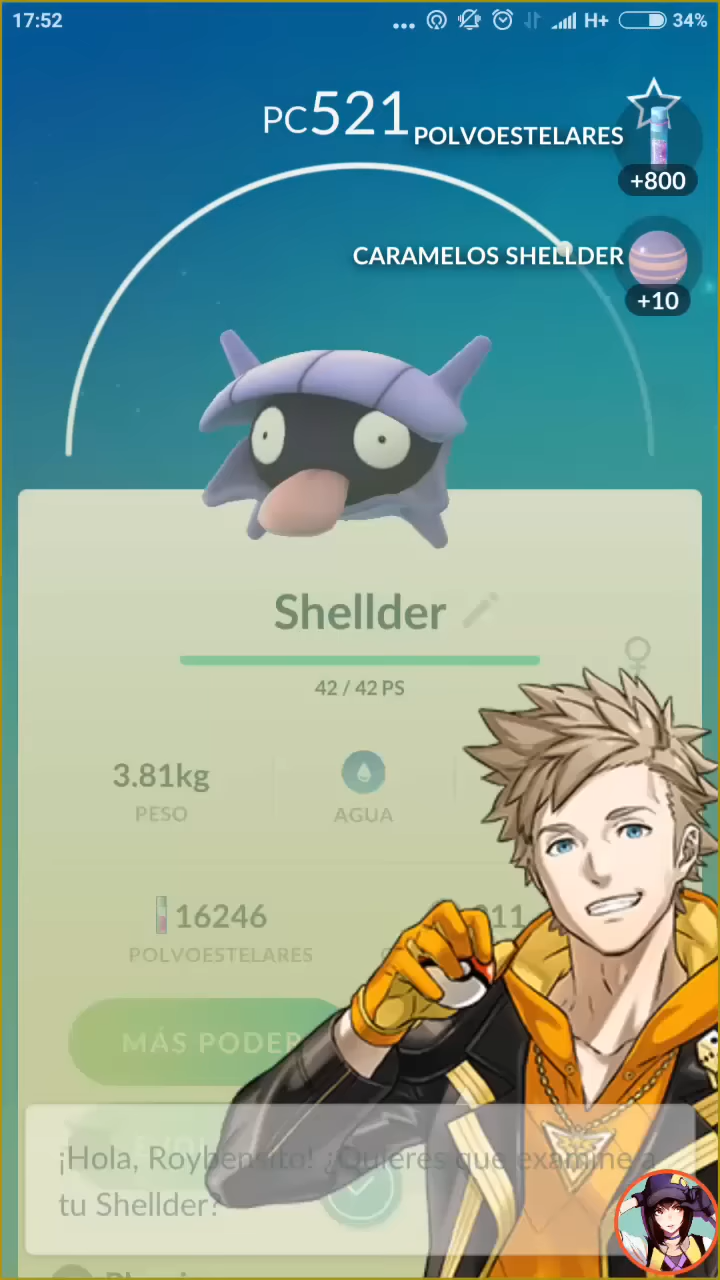 17:52
... H+ 34%
PC521
POLVOESTELARES
+800
CARAMELOS SHELLDER
+10
Shellder
42 / 42 PS
3.81kg
PESO
AGUA
16246
POLVOESTELARES
MÁS PODER
¡Hola, Roybensito! ¿Quieres que examine a
tu Shellder?